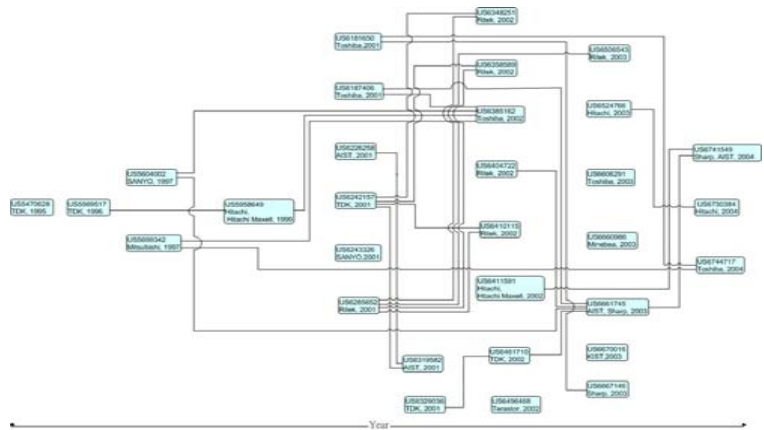 US6348251
Ritek, 2002
US6181650
Toshiba,2001
US6506543
Ritek, 2003
US6358589
Ritek, 2002
US6187406
Toshiba, 2001
US6385162
Toshiba, 2002
US6524766
Hitachi, 2003
US6226258
AIST, 2001
US6741549
Sharp, AIST, 2004
US5604002
SANYO, 1997
US6404722
Ritek, 2002
US6606291
Toshiba, 2003
US5470628
TDK, 1995
US5569517
TDK, 1996
US5958649
Hitachi,
Hitachi Maxell, 1995
US6242157
TDK, 2001
US6730384
Hitachi, 2004
US5699342
Mitsubishi, 1997
US6410115
Ritek, 2002
US6660986
Minebea, 2003
US6243326
SANYO,2001
US6744717
Toshiba, 2004
US6411591
Hitachi,
Hitachi Maxell, 2002
US6285652
Ritek, 2001
US6661745
AIST, Sharp, 2003
US6319582
AIST, 2001
US6461710
TDK, 2002
US6670016
KIST,2003
US6667146
Sharp, 2003
US6329036
TDK, 2001
US6496468
Terastor, 2002
Year